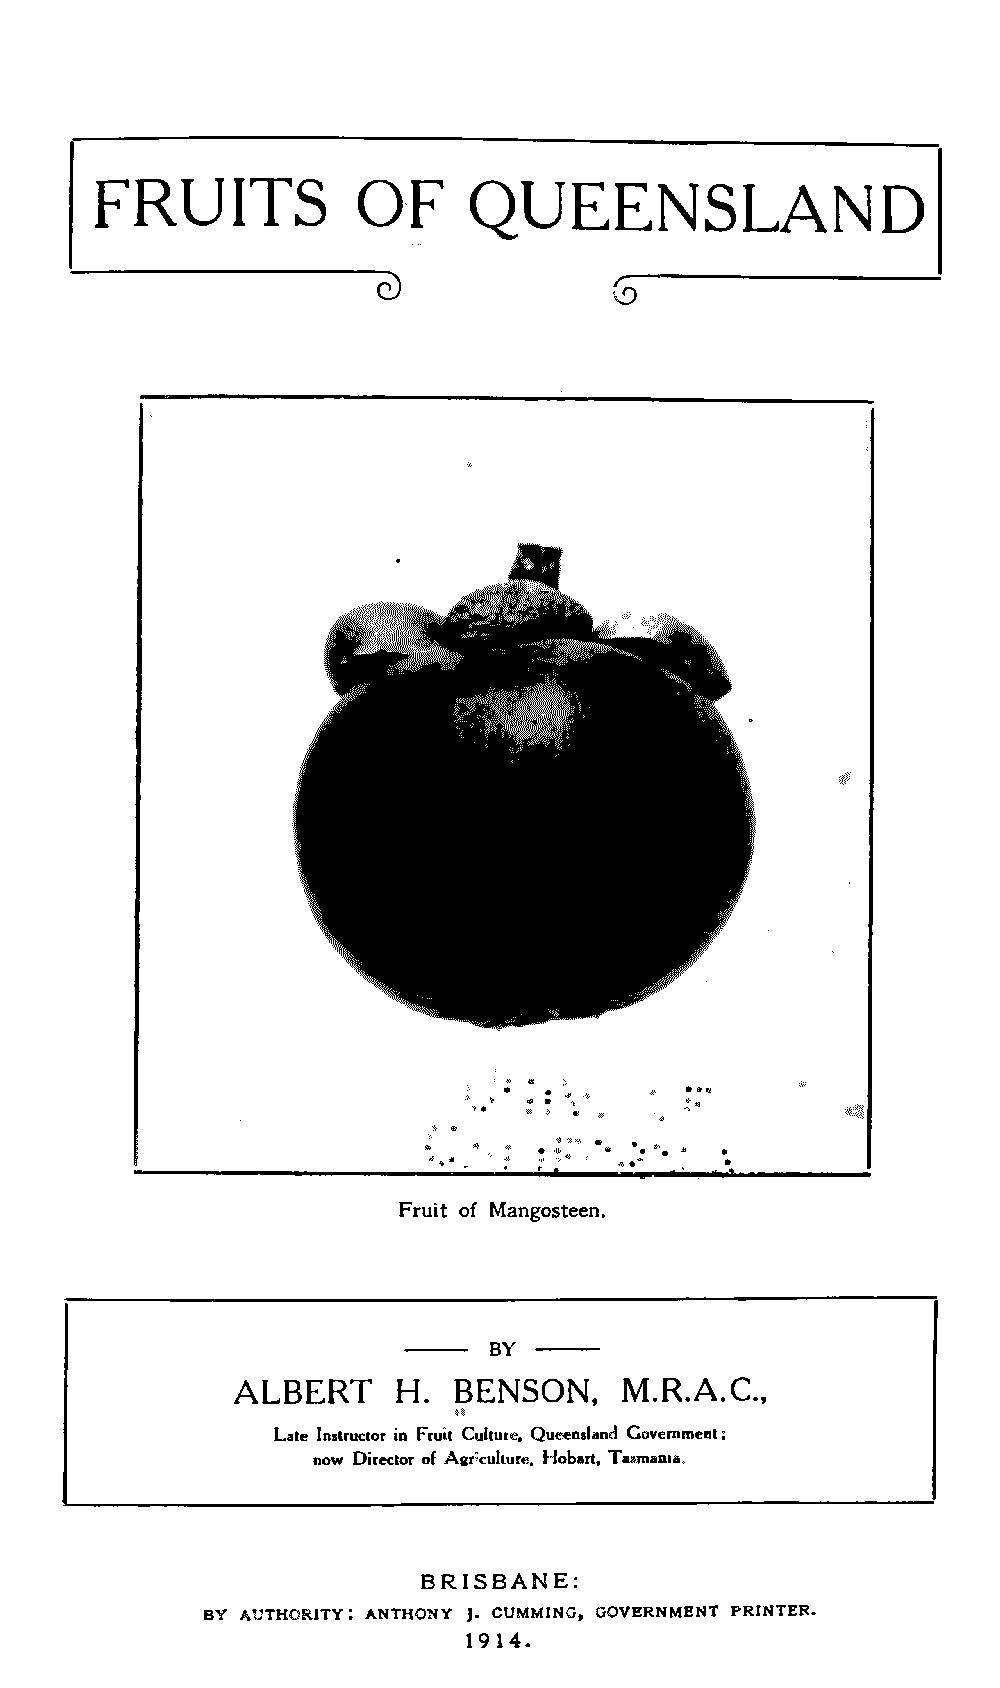 FRUITS OF QUEENSLAND
Fruit of Mangosteen.
BY
ALBERT H. BENSON, M.R.A.C.,
Late Instructor in Fruit Culture, Queensland Government;
now Director of Agriculture, Hobart, Tasmania.
BRISBANE:
BY AUTHORITY: ANTHONY J. CUMMING, GOVERNMENT PRINTER.
1914.